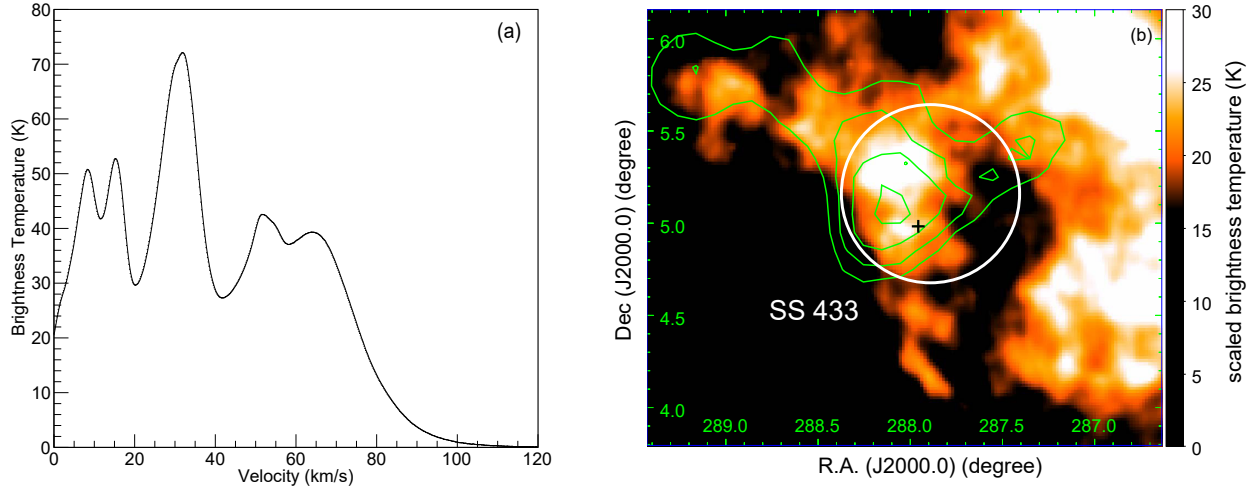 (a)
80
70
60
50
40
30
20
10
0
Brightness Temperature (K)
0 20 40 60 80 100 120
Velocity (km/s)
(b)
6.0
5.5
5.0
4.5
4.0
Dec (J2000.0) (degree)
SS 433
289.0 288.5 288.0 287.5 287.0
R.A. (J2000.0) (degree)
30
25
20
15
10
5
0
scaled brightness temperature (K)